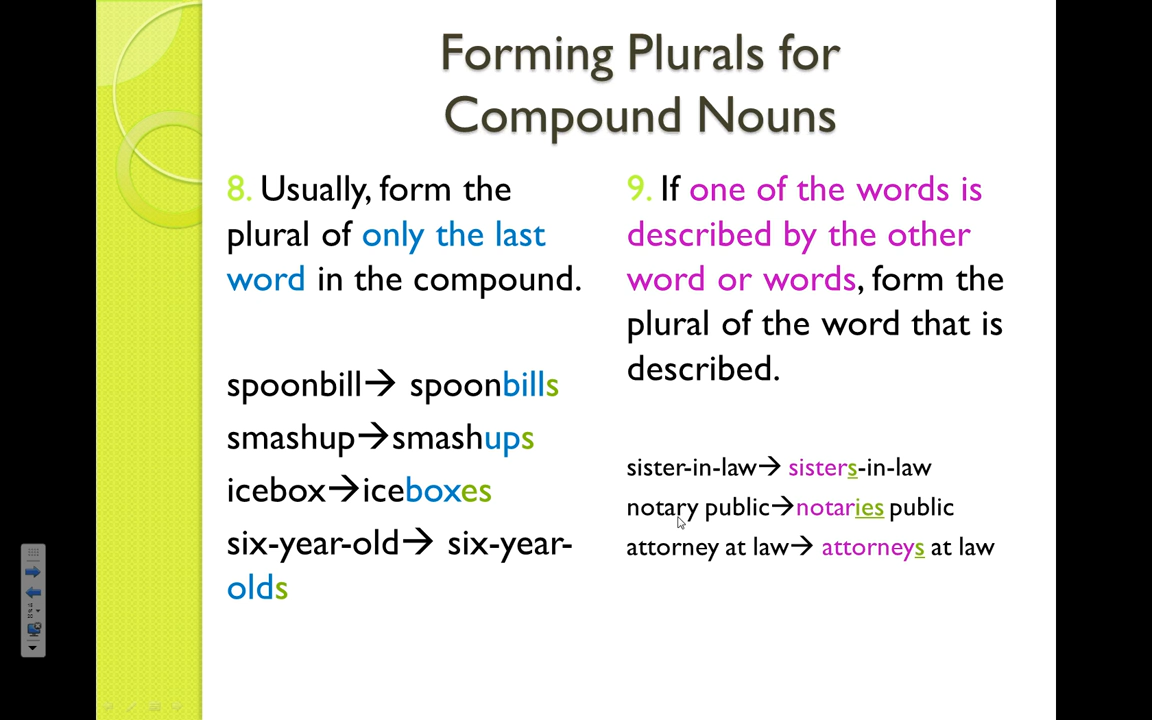 Forming Plurals for
Compound Nouns
8. Usually, form the
plural of only the last
word in the compound.
spoonbill→ spoonbills
smashup→smashups
icebox→iceboxes
six-year-old→ six-year-
olds
9. If one of the words is
described by the other
word or words, form the
plural of the word that is
described.
sister-in-law→ sisters-in-law
notary public→notaries public
attorney at law→ attorneys at law